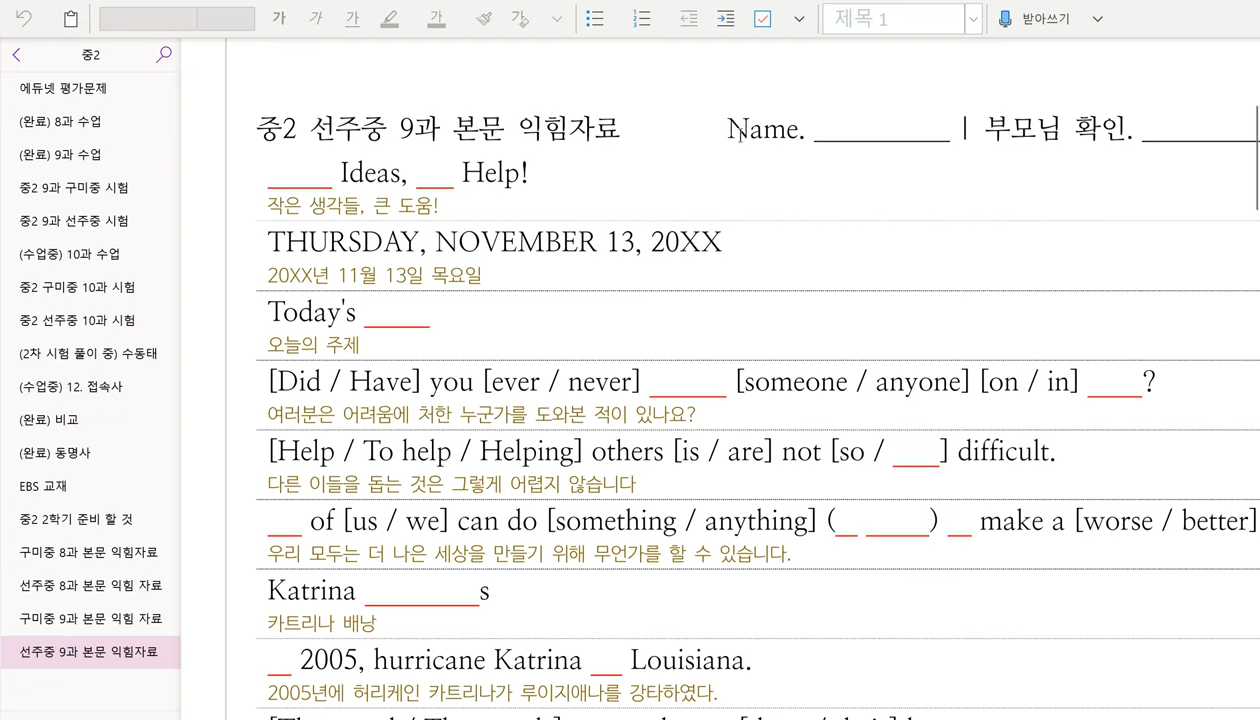 가 가 가 가 가
제목 1
받아쓰기
중2
에듀넷 평가문제
(완료) 8과 수업
(완료) 9과 수업
중2 9과 구미중 시험
중2 9과 선주중 시험
(수업중) 10과 수업
중2 구미중 10과 시험
중2 선주중 10과 시험
(2차 시험 풀이 중) 수동태
(수업중) 12. 접속사
(완료) 비교
(완료) 동명사
EBS 교재
중2 2학기 준비 할 것
구미중 8과 본문 익힘자료
선주중 8과 본문 익힘 자료
구미중 9과 본문 익힘 자료
선주중 9과 본문 익힘자료
중2 선주중 9과 본문 익힘자료 Name. __________ | 부모님 확인. _________
_____ Ideas, ___ Help!
작은 생각들, 큰 도움!
THURSDAY, NOVEMBER 13, 20XX
20XX년 11월 13일 목요일
Today's _____
오늘의 주제
[Did / Have] you [ever / never] ______ [someone / anyone] [on / in] ____?
여러분은 어려움에 처한 누군가를 도와본 적이 있나요?
[Help / To help / Helping] others [is / are] not [so / ____] difficult.
다른 이들을 돕는 것은 그렇게 어렵지 않습니다
___ of [us / we] can do [something / anything] (__ _____) __ make a [worse / better]
우리 모두는 더 나은 세상을 만들기 위해 무언가를 할 수 있습니다.
Katrina _________s
카트리나 배낭
__ 2005, hurricane Katrina ___ Louisiana.
2005년에 허리케인 카트리나가 루이지애나를 강타하였다.